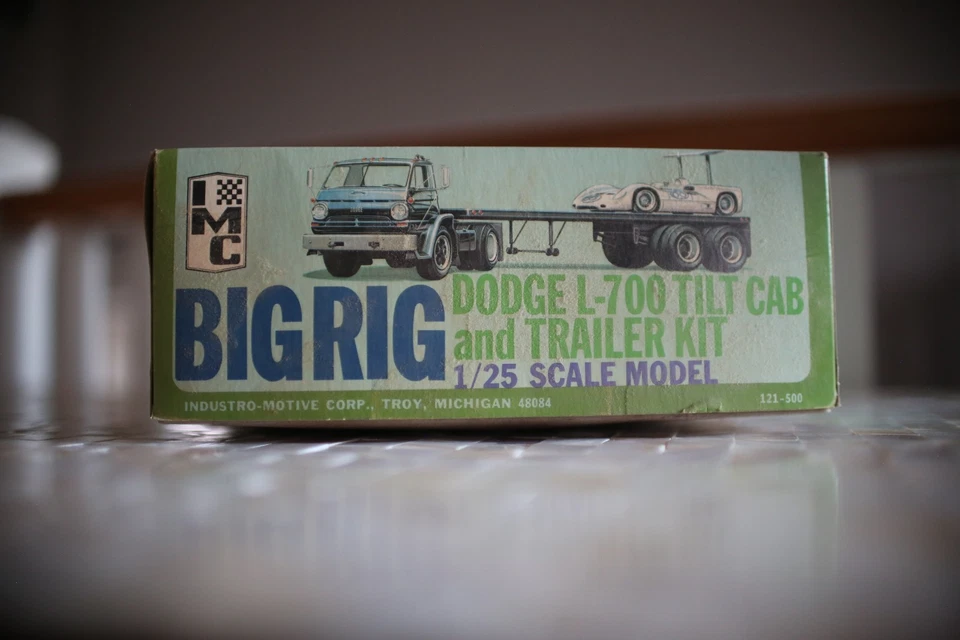 IMC
BIG RIG
DODGE L-700 TILT CAB
and TRAILER KIT
1/25 SCALE MODEL
INDUSTRO-MOTIVE CORP., TROY, MICHIGAN 48084
121-500